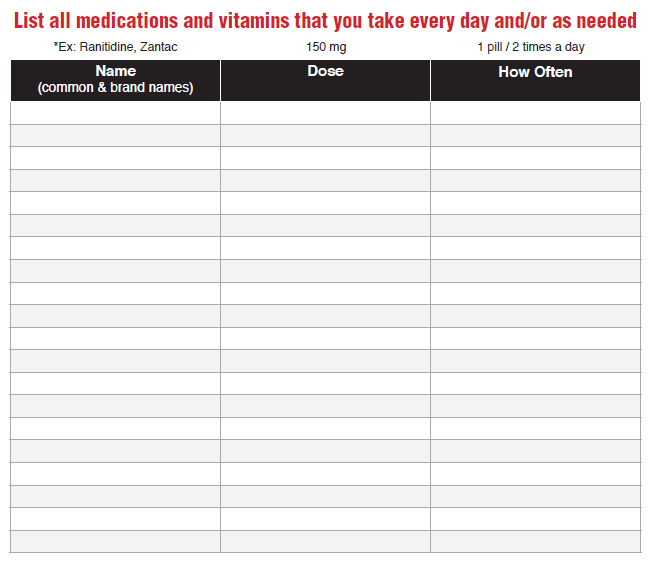 List all medications and vitamins that you take every day and/or as needed
*Ex: Ranitidine, Zantac 150 mg 1 pill / 2 times a day
Name Dose How Often
(common & brand names)